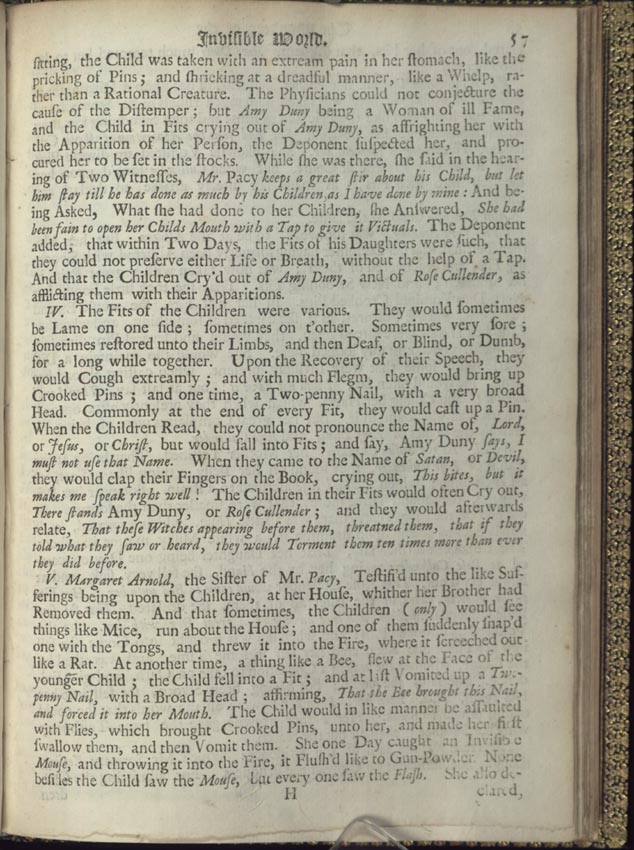 Inviſible World. 57
ſitting, the Child was taken with an extream pain in her ſtomach, like the
pricking of Pins; and ſhricking at a dreadful manner, like a Whelp, ra-
ther than a Rational Creature. The Phyſicians could not conjecture the
cauſe of the Diſtemper; but Amy Duny being a Woman of ill Fame,
and the Child in Fits crying out of Amy Duny, as affrighting her with
the Apparition of her Perſon, the Deponent ſuſpected her, and pro-
cured her to be ſet in the ſtocks. While ſhe was there, ſhe ſaid in the hear-
ing of Two Witneſſes, Mr. Pacy keeps a great ſtir about his Child, but let
him ſtay till he has done as much by his Children, as I have done by mine: And be-
ing Asked, What ſhe had done to her Children, ſhe Anſwered, She had
been fain to open her Childs Mouth with a Tap to give it Victuals. The Deponent
added, that within Two Days, the Fits of his Daughters were ſuch, that
they could not preſerve either Life or Breath, without the help of a Tap.
And that the Children Cry'd out of Amy Duny, and of Roſe Cullender, as
afflicting them with their Apparitions.
IV. The Fits of the Children were various. They would ſometimes
be Lame on one ſide; ſometimes on t'other. Sometimes very ſore;
ſometimes reſtored unto their Limbs, and then Deaf, or Blind, or Dumb,
for a long while together. Upon the Recovery of their Speech, they
would Cough extreamly; and with much Flegm, they would bring up
Crooked Pins; and one time, a Two-penny Nail, with a very broad
Head. Commonly at the end of every Fit, they would caſt up a Pin.
When the Children Read, they could not pronounce the Name of, Lord,
or Jeſus, or Chriſt, but would fall into Fits; and ſay, Amy Duny ſays, I
muſt not uſe that Name. When they came to the Name of Satan, or Devil,
they would clap their Fingers on the Book, crying out, This bites, but it
makes me ſpeak right well! The Children in their Fits would often Cry out,
There ſtands Amy Duny, or Roſe Cullender; and they would afterwards
relate, That theſe Witches appearing before them, threatned them, that if they
told what they ſaw or heard, they would Torment them ten times more than ever
they did before.
V. Margaret Arnold, the Siſter of Mr. Pacy, Teſtifi'd unto the like Suf-
ferings being upon the Children, at her Houſe, whither her Brother had
Removed them. And that ſometimes, the Children (only) would ſee
things like Mice, run about the Houſe; and one of them ſuddenly ſnap'd
one with the Tongs, and threw it into the Fire, where it ſcreeched out
like a Rat. At another time, a thing like a Bee, flew at the Face of the
younger Child; the Child fell into a Fit; and at laſt Vomited up a Two-
penny Nail, with a Broad Head; affirming, That the Bee brought this Nail,
and forced it into her Mouth. The Child would in like manner be aſſaulted
with Flies, which brought Crooked Pins, unto her, and made her firſt
ſwallow them, and then Vomit them. She one Day caught an Inviſible
Mouſe, and throwing it into the Fire, it Fluſh'd like to Gun-Powder. None
beſides the Child ſaw the Mouſe, but every one ſaw the Flaſh. She alſo de-
H clared,